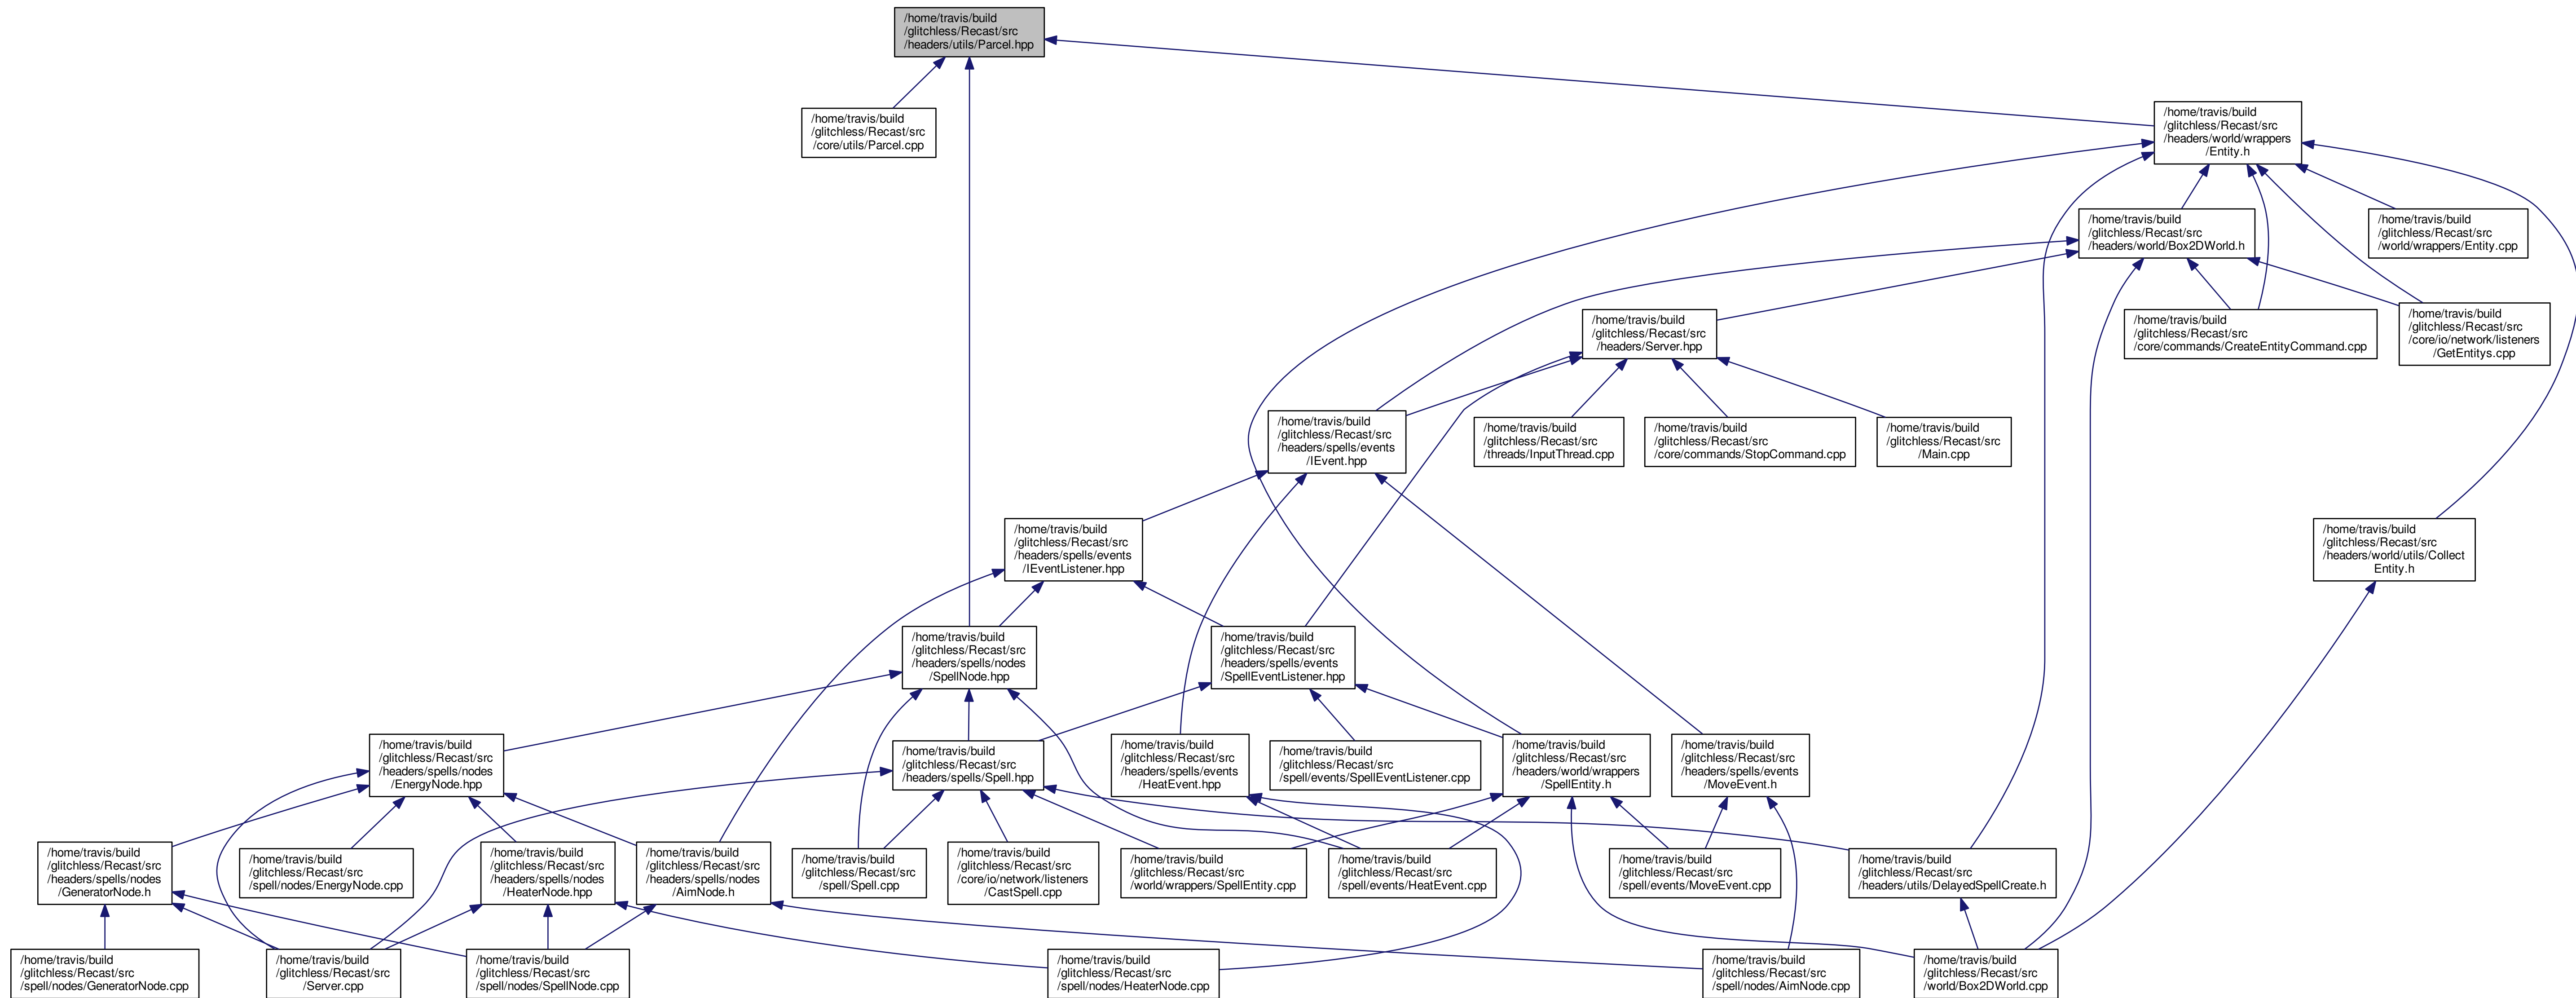 /home/travis/build
/glitchless/Recast/src
/headers/utils/Parcel.hpp
/home/travis/build
/glitchless/Recast/src
/core/utils/Parcel.cpp
/home/travis/build
/glitchless/Recast/src
/headers/world/wrappers
/Entity.h
/home/travis/build
/glitchless/Recast/src
/headers/world/Box2DWorld.h
/home/travis/build
/glitchless/Recast/src
/world/wrappers/Entity.cpp
/home/travis/build
/glitchless/Recast/src
/headers/Server.hpp
/home/travis/build
/glitchless/Recast/src
/core/commands/CreateEntityCommand.cpp
/home/travis/build
/glitchless/Recast/src
/core/io/network/listeners
/GetEntitys.cpp
/home/travis/build
/glitchless/Recast/src
/headers/spells/events
/IEvent.hpp
/home/travis/build
/glitchless/Recast/src
/threads/InputThread.cpp
/home/travis/build
/glitchless/Recast/src
/core/commands/StopCommand.cpp
/home/travis/build
/glitchless/Recast/src
/Main.cpp
/home/travis/build
/glitchless/Recast/src
/headers/spells/events
/IEventListener.hpp
/home/travis/build
/glitchless/Recast/src
/headers/world/utils/Collect
Entity.h
/home/travis/build
/glitchless/Recast/src
/headers/spells/nodes
/SpellNode.hpp
/home/travis/build
/glitchless/Recast/src
/headers/spells/events
/SpellEventListener.hpp
/home/travis/build
/glitchless/Recast/src
/headers/spells/nodes
/EnergyNode.hpp
/home/travis/build
/glitchless/Recast/src
/headers/spells/Spell.hpp
/home/travis/build
/glitchless/Recast/src
/headers/spells/events
/HeatEvent.hpp
/home/travis/build
/glitchless/Recast/src
/spell/events/SpellEventListener.cpp
/home/travis/build
/glitchless/Recast/src
/headers/world/wrappers
/SpellEntity.h
/home/travis/build
/glitchless/Recast/src
/headers/spells/events
/MoveEvent.h
/home/travis/build
/glitchless/Recast/src
/headers/spells/nodes
/GeneratorNode.h
/home/travis/build
/glitchless/Recast/src
/spell/nodes/EnergyNode.cpp
/home/travis/build
/glitchless/Recast/src
/headers/spells/nodes
/HeaterNode.hpp
/home/travis/build
/glitchless/Recast/src
/headers/spells/nodes
/AimNode.h
/home/travis/build
/glitchless/Recast/src
/spell/Spell.cpp
/home/travis/build
/glitchless/Recast/src
/core/io/network/listeners
/CastSpell.cpp
/home/travis/build
/glitchless/Recast/src
/world/wrappers/SpellEntity.cpp
/home/travis/build
/glitchless/Recast/src
/spell/events/HeatEvent.cpp
/home/travis/build
/glitchless/Recast/src
/spell/events/MoveEvent.cpp
/home/travis/build
/glitchless/Recast/src
/headers/utils/DelayedSpellCreate.h
/home/travis/build
/glitchless/Recast/src
/spell/nodes/GeneratorNode.cpp
/home/travis/build
/glitchless/Recast/src
/Server.cpp
/home/travis/build
/glitchless/Recast/src
/spell/nodes/SpellNode.cpp
/home/travis/build
/glitchless/Recast/src
/spell/nodes/HeaterNode.cpp
/home/travis/build
/glitchless/Recast/src
/spell/nodes/AimNode.cpp
/home/travis/build
/glitchless/Recast/src
/world/Box2DWorld.cpp